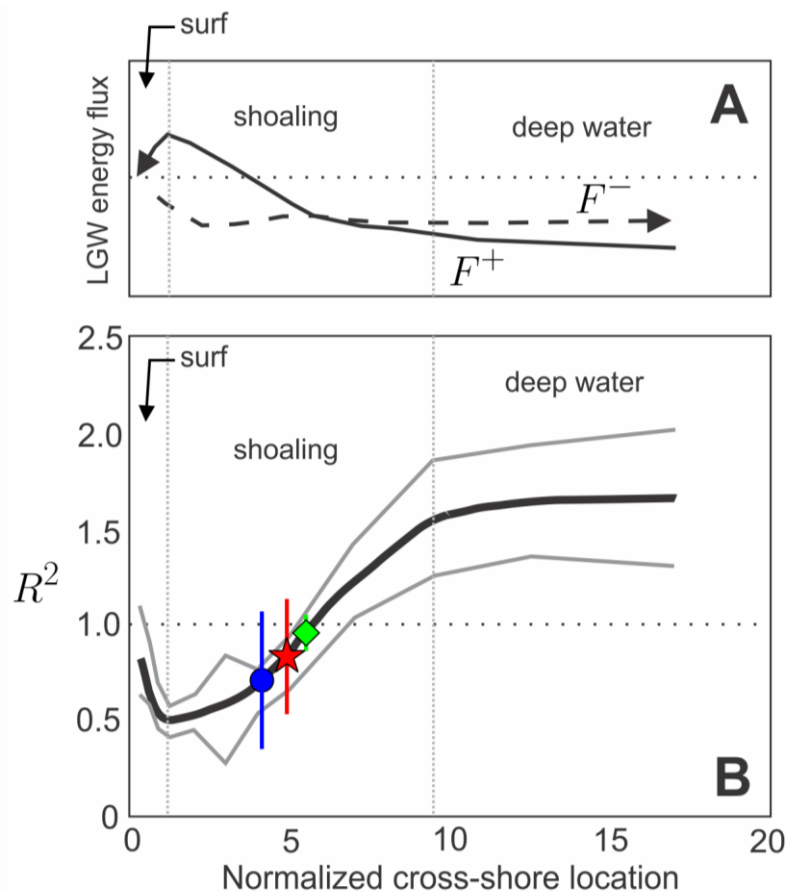 surf
A
shoaling
deep water
LGW energy flux
F⁻
F⁺
2.5
surf
deep water
2.0
shoaling
1.5
R²
1.0
0.5
B
0
0 5 10 15 20
Normalized cross-shore location